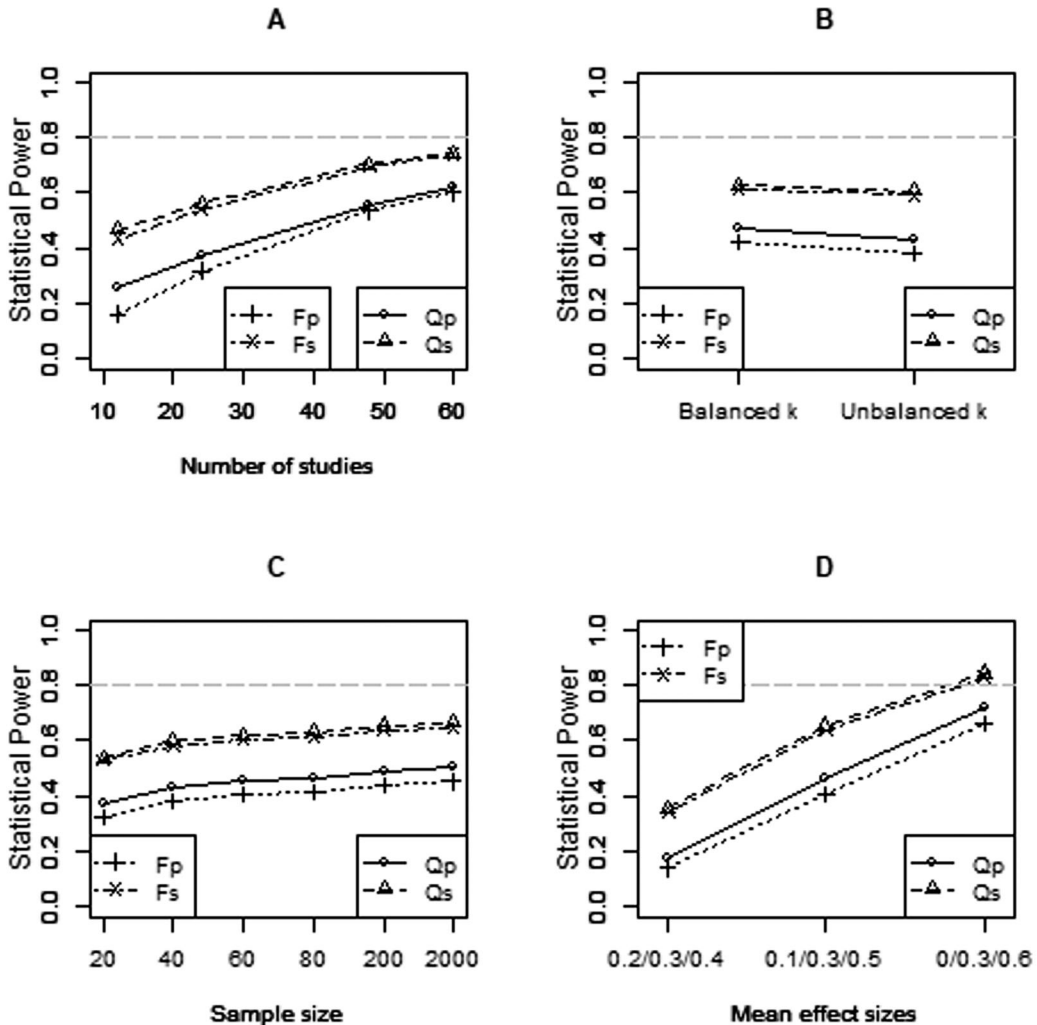 A
Statistical Power
1.0
0.8
0.6
0.4
0.2
0.0
Fp
Fs
Qp
Qs
10 20 30 40 50 60
Number of studies
B
Statistical Power
1.0
0.8
0.6
0.4
0.2
0.0
Fp
Fs
Qp
Qs
Balanced k Unbalanced k
C
Statistical Power
1.0
0.8
0.6
0.4
0.2
0.0
Fp
Fs
Qp
Qs
20 40 60 80 200 2000
Sample size
D
Statistical Power
1.0
0.8
0.6
0.4
0.2
0.0
Fp
Fs
Qp
Qs
0.2/0.3/0.4 0.1/0.3/0.5 0/0.3/0.6
Mean effect sizes